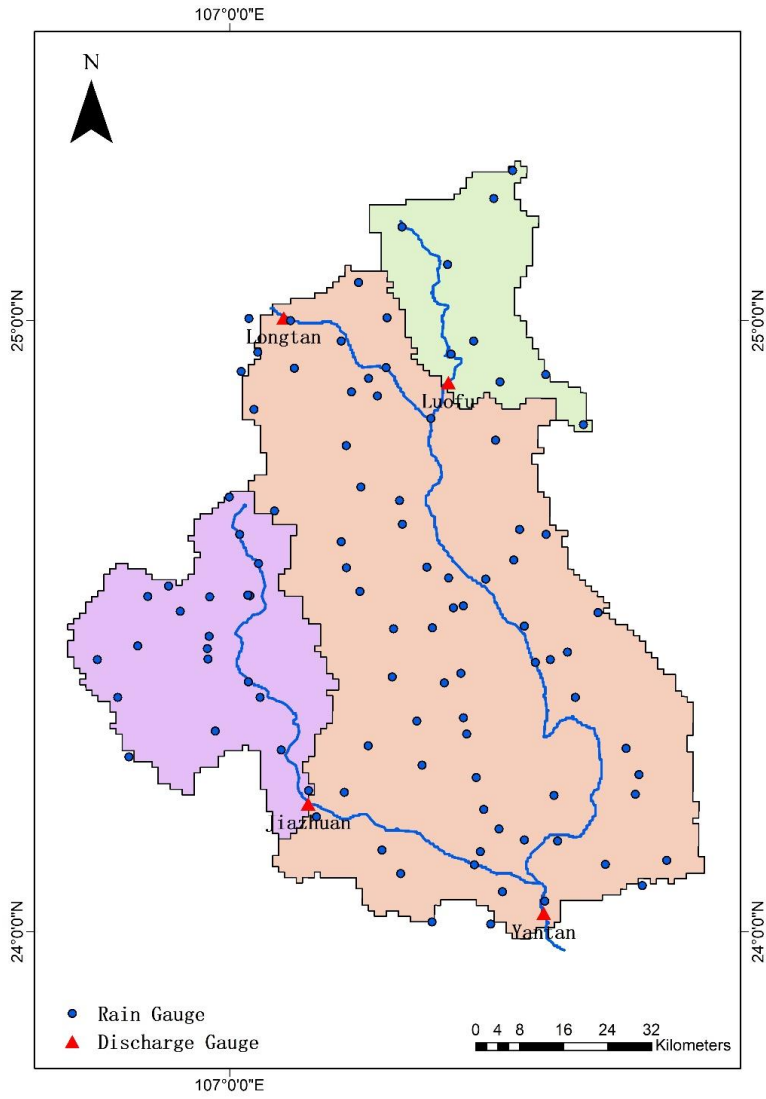 107°0'0"E
N
25°0'0"N
25°0'0"N
Longtan
Luofu
Jiazhuan
24°0'0"N
24°0'0"N
Yantan
Rain Gauge
Discharge Gauge
0 4 8 16 24 32
Kilometers
107°0'0"E